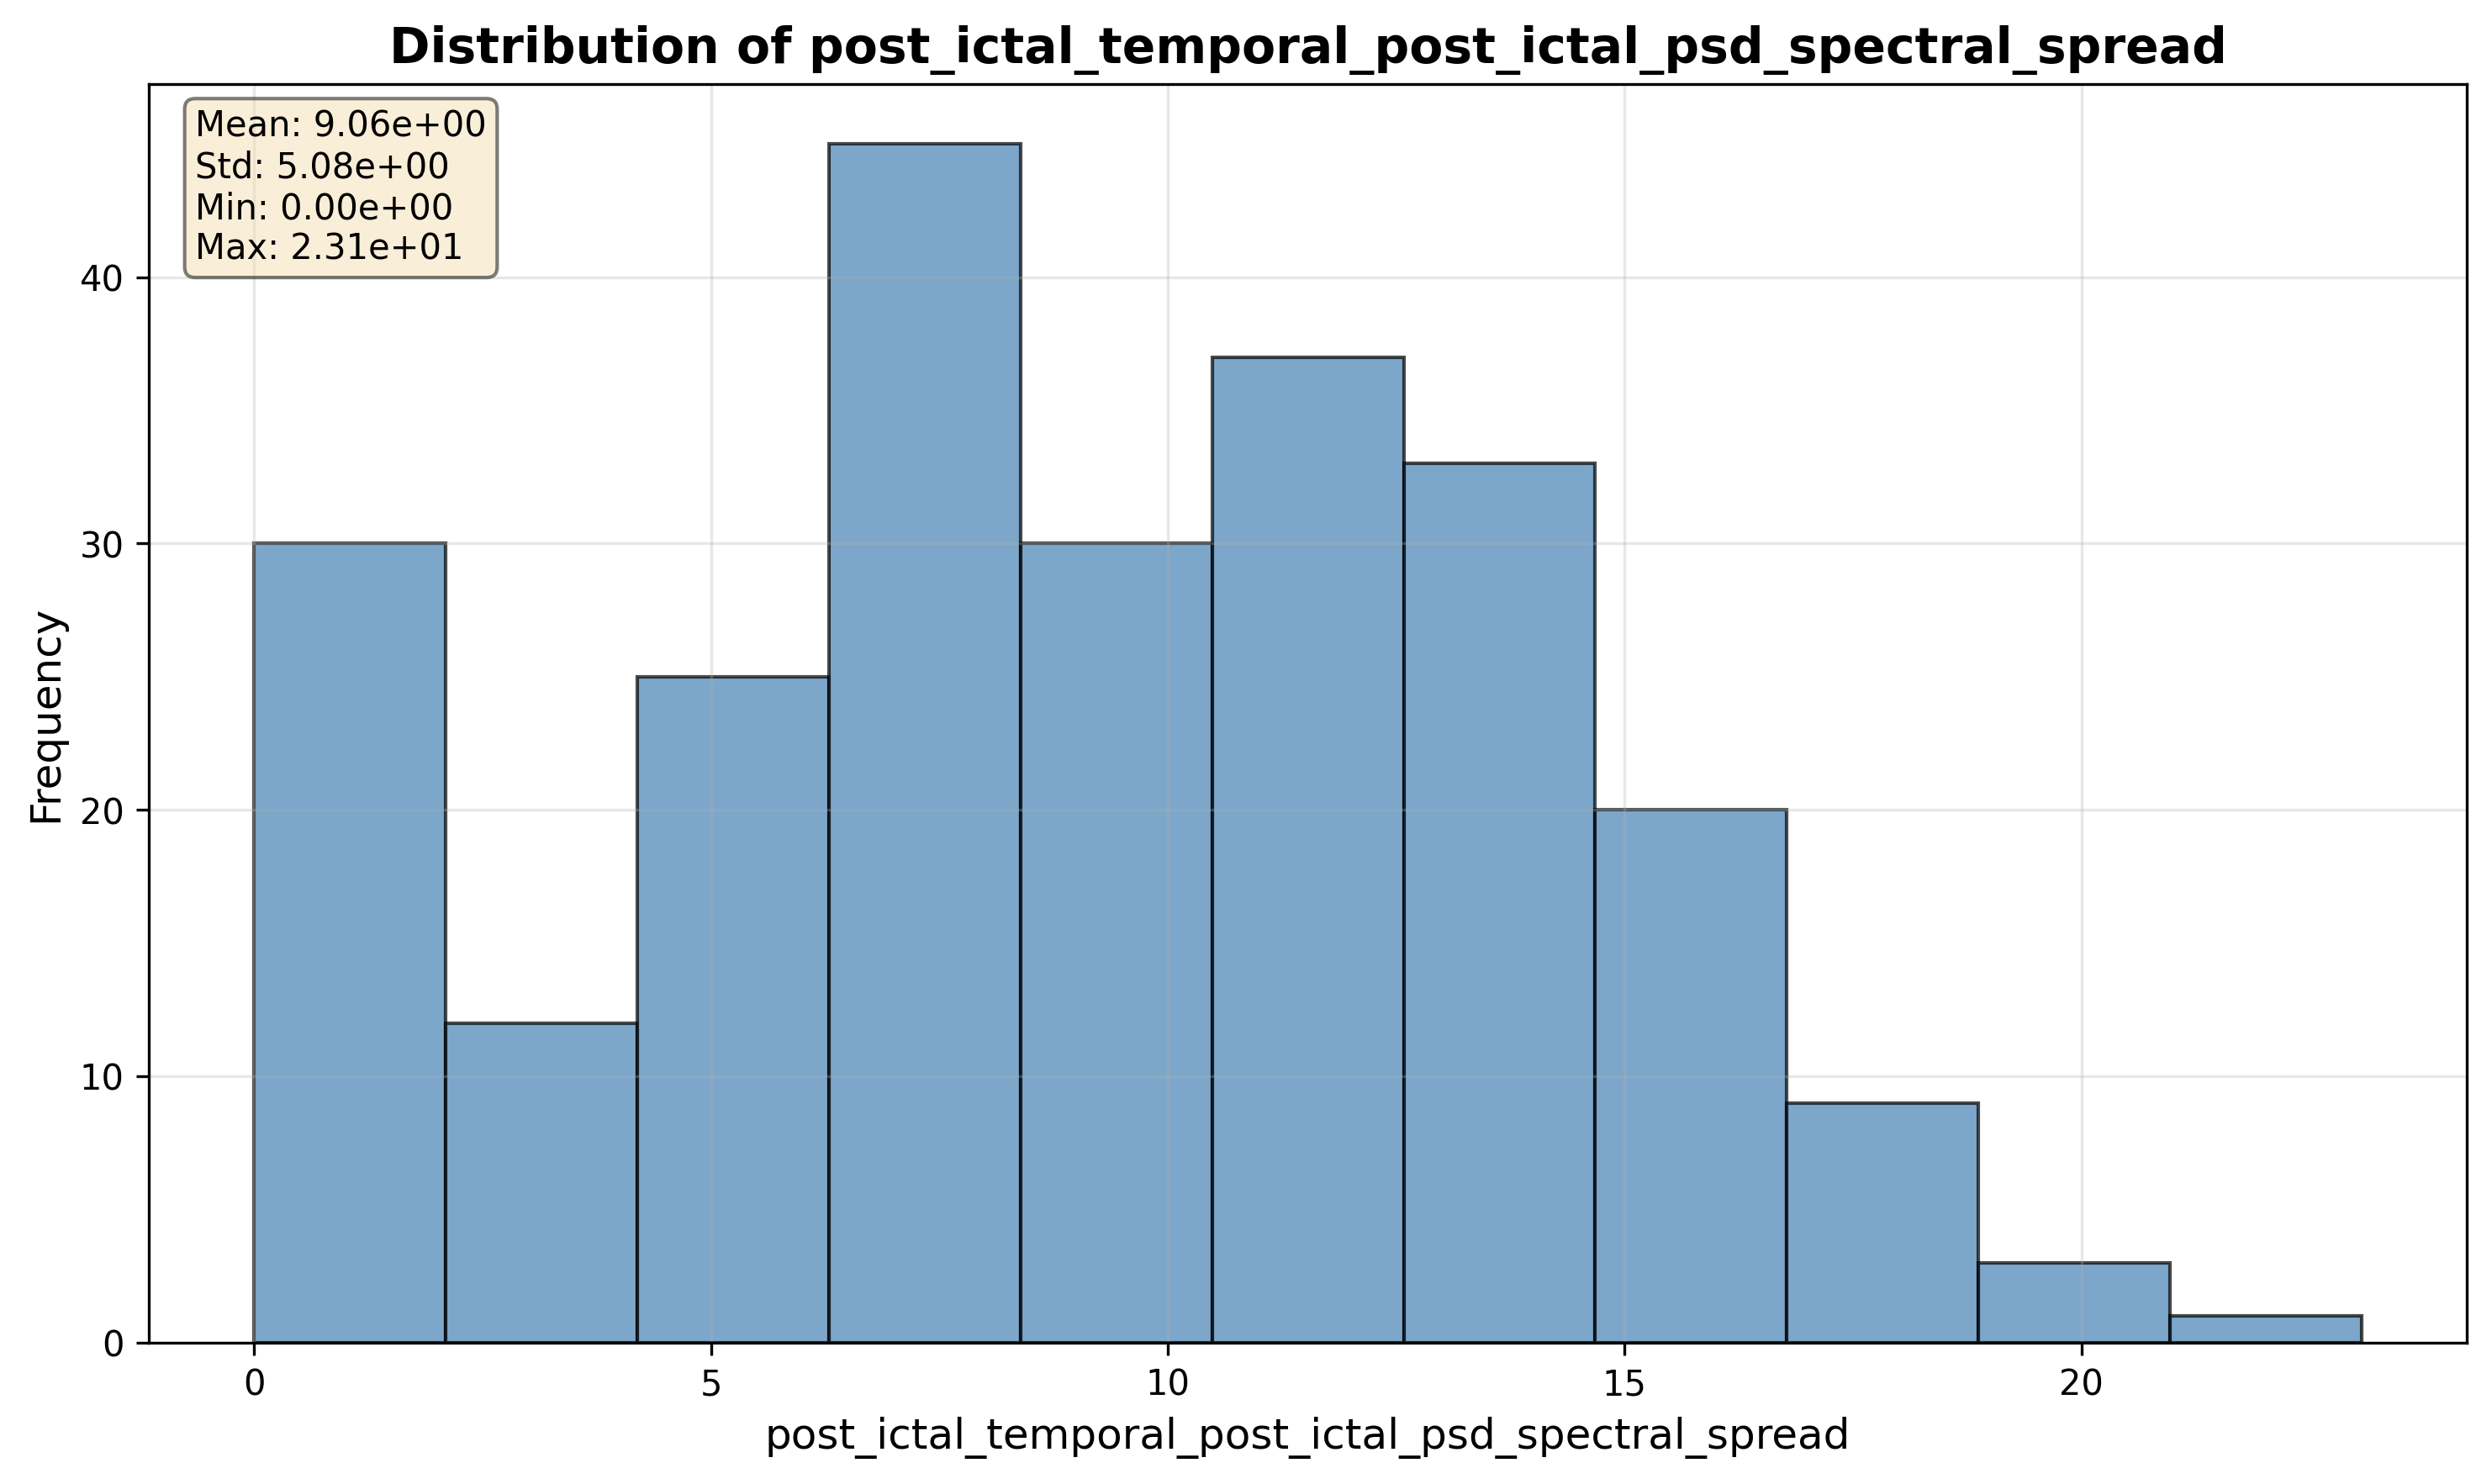 Distribution of post_ictal_temporal_post_ictal_psd_spectral_spread
Mean: 9.06e+00
Std: 5.08e+00
Min: 0.00e+00
Max: 2.31e+01
40
30
20
10
0
Frequency
0 5 10 15 20
post_ictal_temporal_post_ictal_psd_spectral_spread